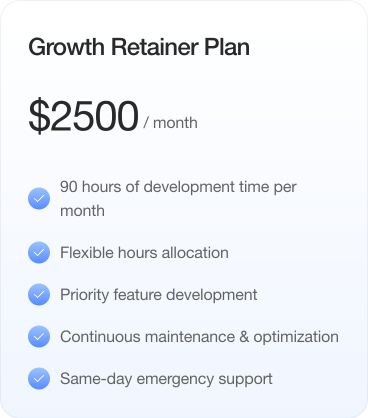 Growth Retainer Plan
$2500 / month
90 hours of development time per
month
Flexible hours allocation
Priority feature development
Continuous maintenance & optimization
Same-day emergency support